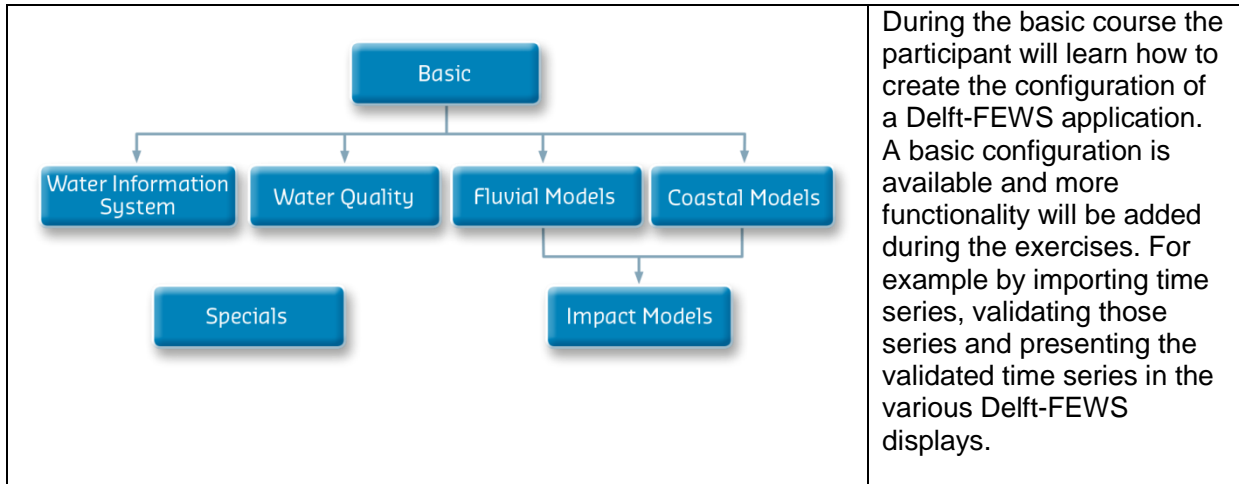 Basic
Water Information
System
Water Quality
Fluvial Models
Coastal Models
Specials
Impact Models
During the basic course the
participant will learn how to
create the configuration of
a Delft-FEWS application.
A basic configuration is
available and more
functionality will be added
during the exercises. For
example by importing time
series, validating those
series and presenting the
validated time series in the
various Delft-FEWS
displays.